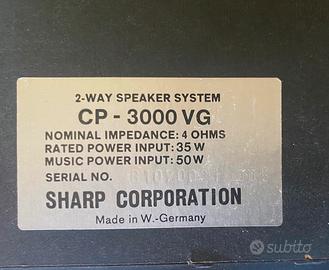 2-WAY SPEAKER SYSTEM
CP - 3000 VG
NOMINAL IMPEDANCE: 4 OHMS
RATED POWER INPUT: 35 W
MUSIC POWER INPUT: 50 W
SERIAL NO.
SHARP CORPORATION
Made in W.-Germany
subito